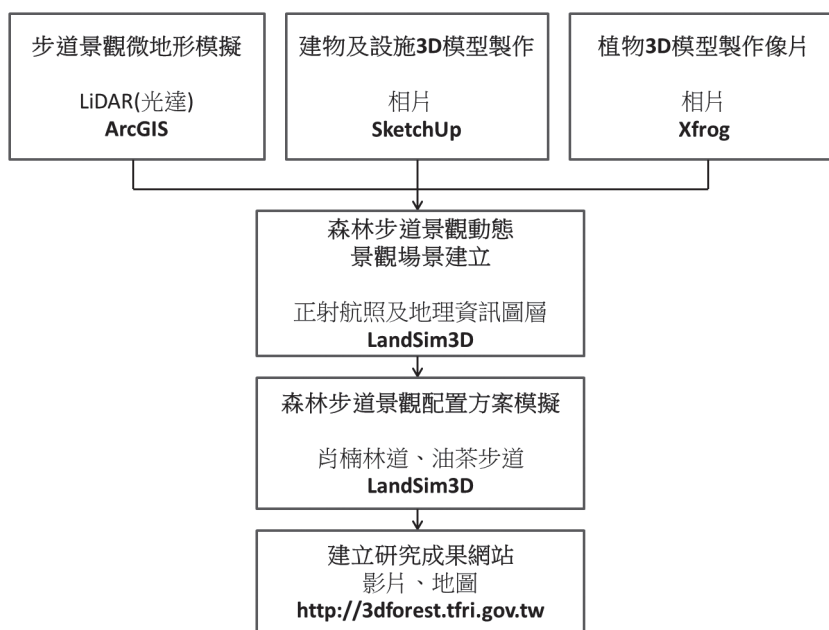 步道景觀微地形模擬
LiDAR(光達)
ArcGIS
建物及設施3D模型製作
相片
SketchUp
植物3D模型製作像片
相片
Xfrog
森林步道景觀動態
景觀場景建立
正射航照及地理資訊圖層
LandSim3D
森林步道景觀配置方案模擬
肖楠林道、油茶步道
LandSim3D
建立研究成果網站
影片、地圖
http://3dforest.tfri.gov.tw